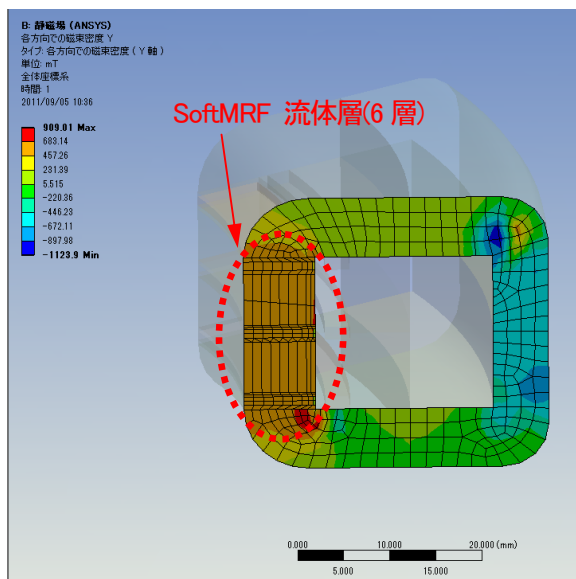 B: 静磁場 (ANSYS)
各方向での磁束密度 Y
タイプ: 各方向での磁束密度 ( Y 軸 )
単位: mT
全体座標系
時間: 1
2011/09/05 10:36
909.01 Max
683.14
457.26
231.39
5.515
-220.36
-446.23
-672.11
-897.98
-1123.9 Min
SoftMRF 流体層(6 層)
0.000 10.000 20.000 (mm)
5.000 15.000